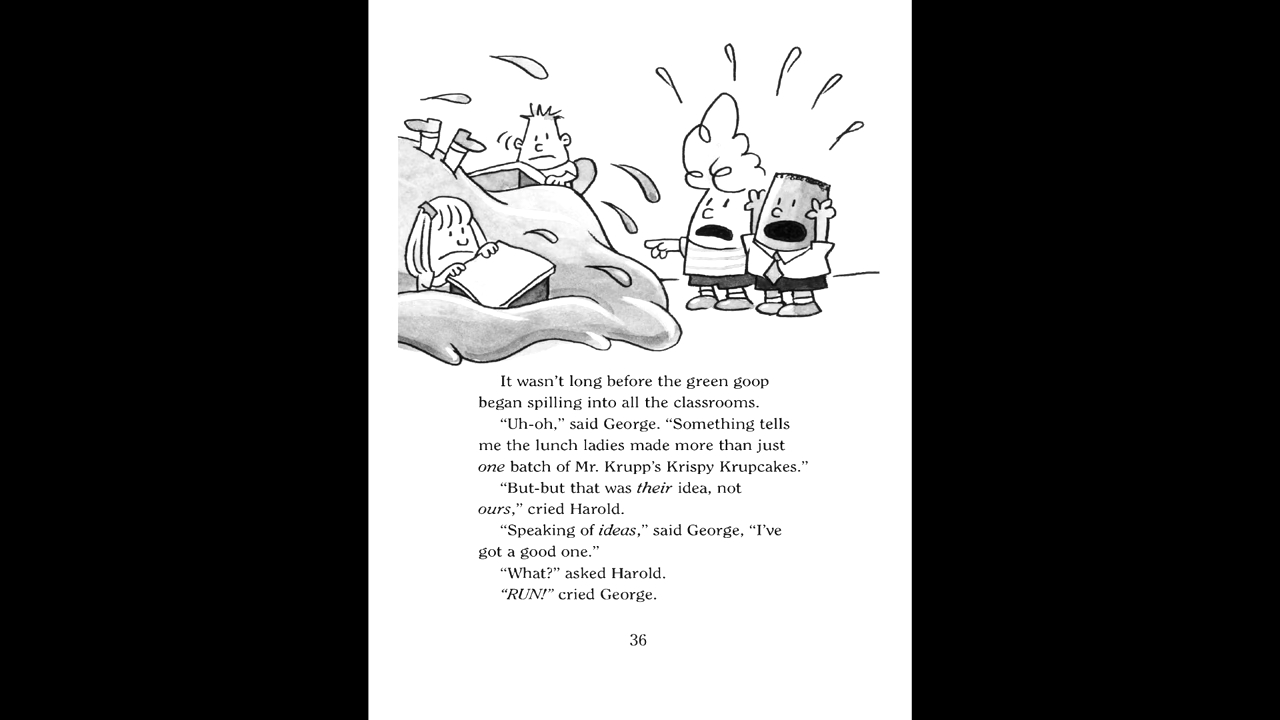 It wasn't long before the green goop
began spilling into all the classrooms.
“Uh-oh,” said George. “Something tells
me the lunch ladies made more than just
one batch of Mr. Krupp’s Krispy Krupcakes.”
“But-but that was their idea, not
ours,” cried Harold.
“Speaking of ideas,” said George, “I’ve
got a good one.”
“What?” asked Harold.
“RUN!” cried George.
36